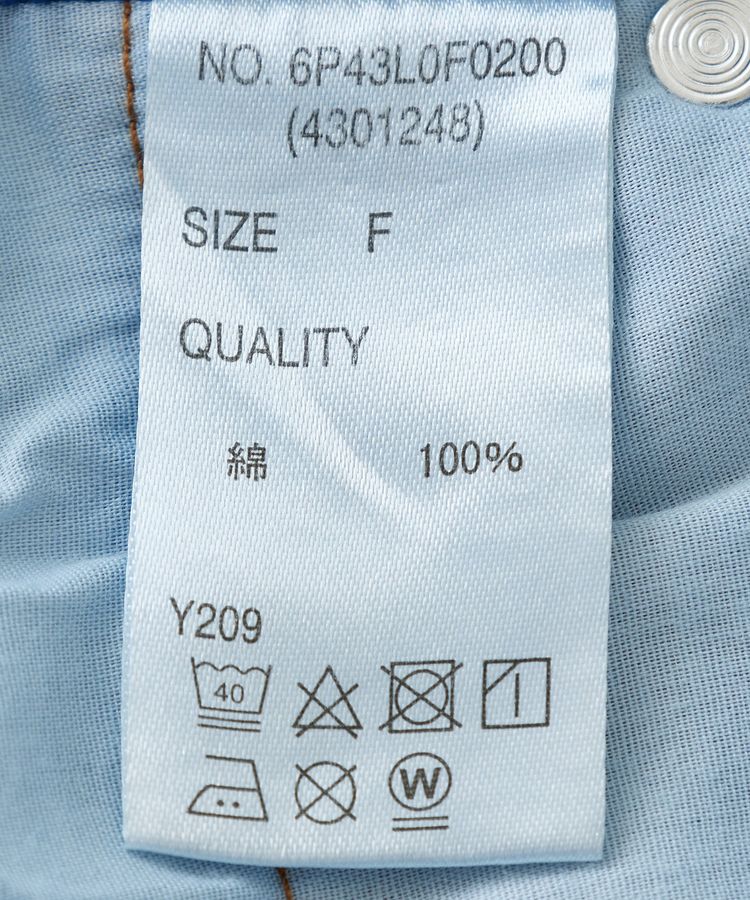 NO. 6P43L0F0200
(4301248)
SIZE F
QUALITY
綿 100%
Y209
40
W